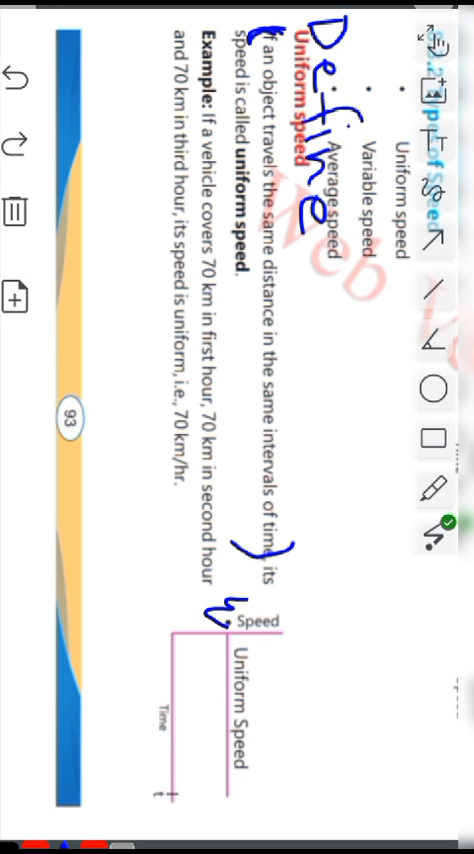 Types of Speed
• Uniform speed
• Variable speed
• Average speed
Define
Uniform speed
If an object travels the same distance in the same intervals of time, its
speed is called uniform speed.
Example: If a vehicle covers 70 km in first hour, 70 km in second hour
and 70 km in third hour, its speed is uniform, i.e., 70 km/hr.
Speed
Uniform Speed
Time
t
93
Web